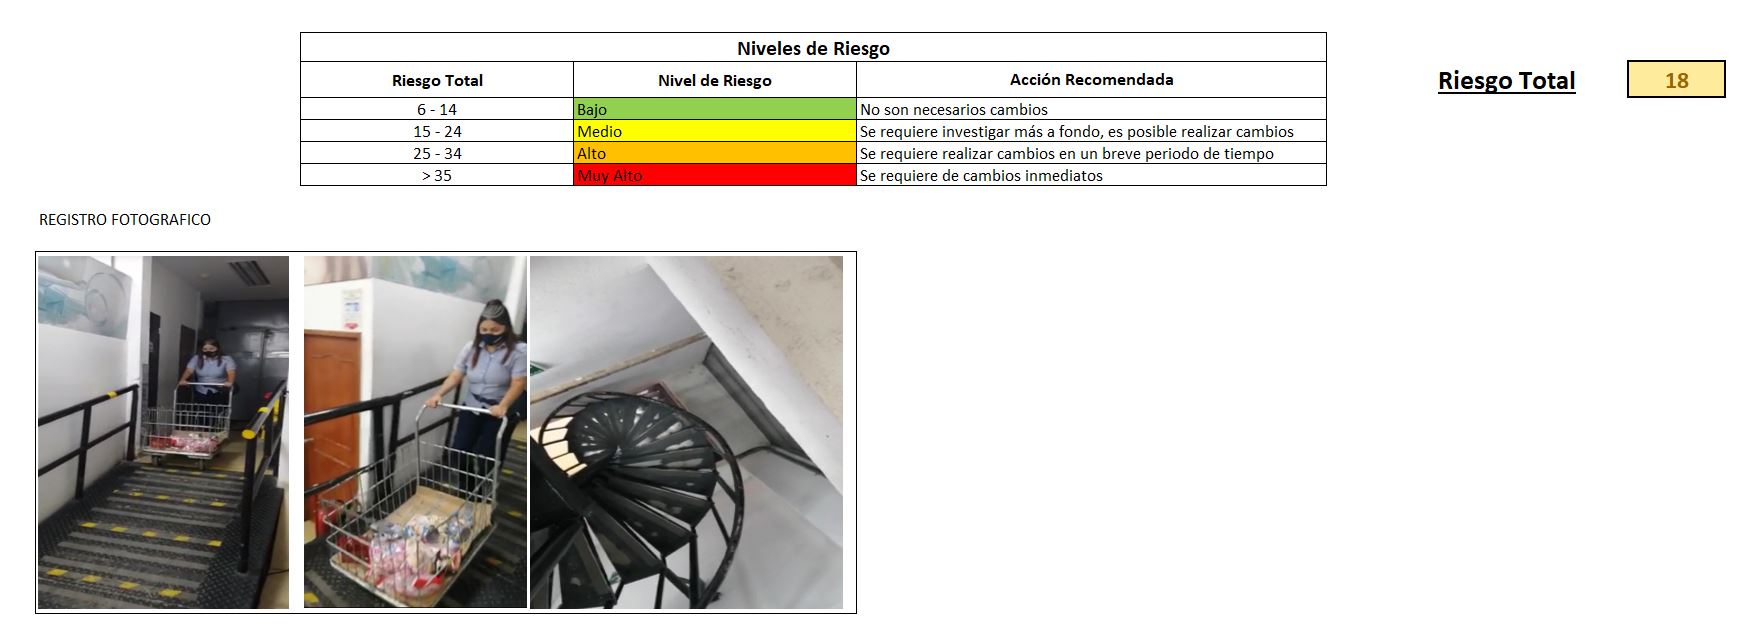 Niveles de Riesgo
Riesgo Total Nivel de Riesgo Acción Recomendada
6 - 14 Bajo No son necesarios cambios
15 - 24 Medio Se requiere investigar más a fondo, es posible realizar cambios
25 - 34 Alto Se requiere realizar cambios en un breve periodo de tiempo
> 35 Muy Alto Se requiere de cambios inmediatos
Riesgo Total 18
REGISTRO FOTOGRAFICO